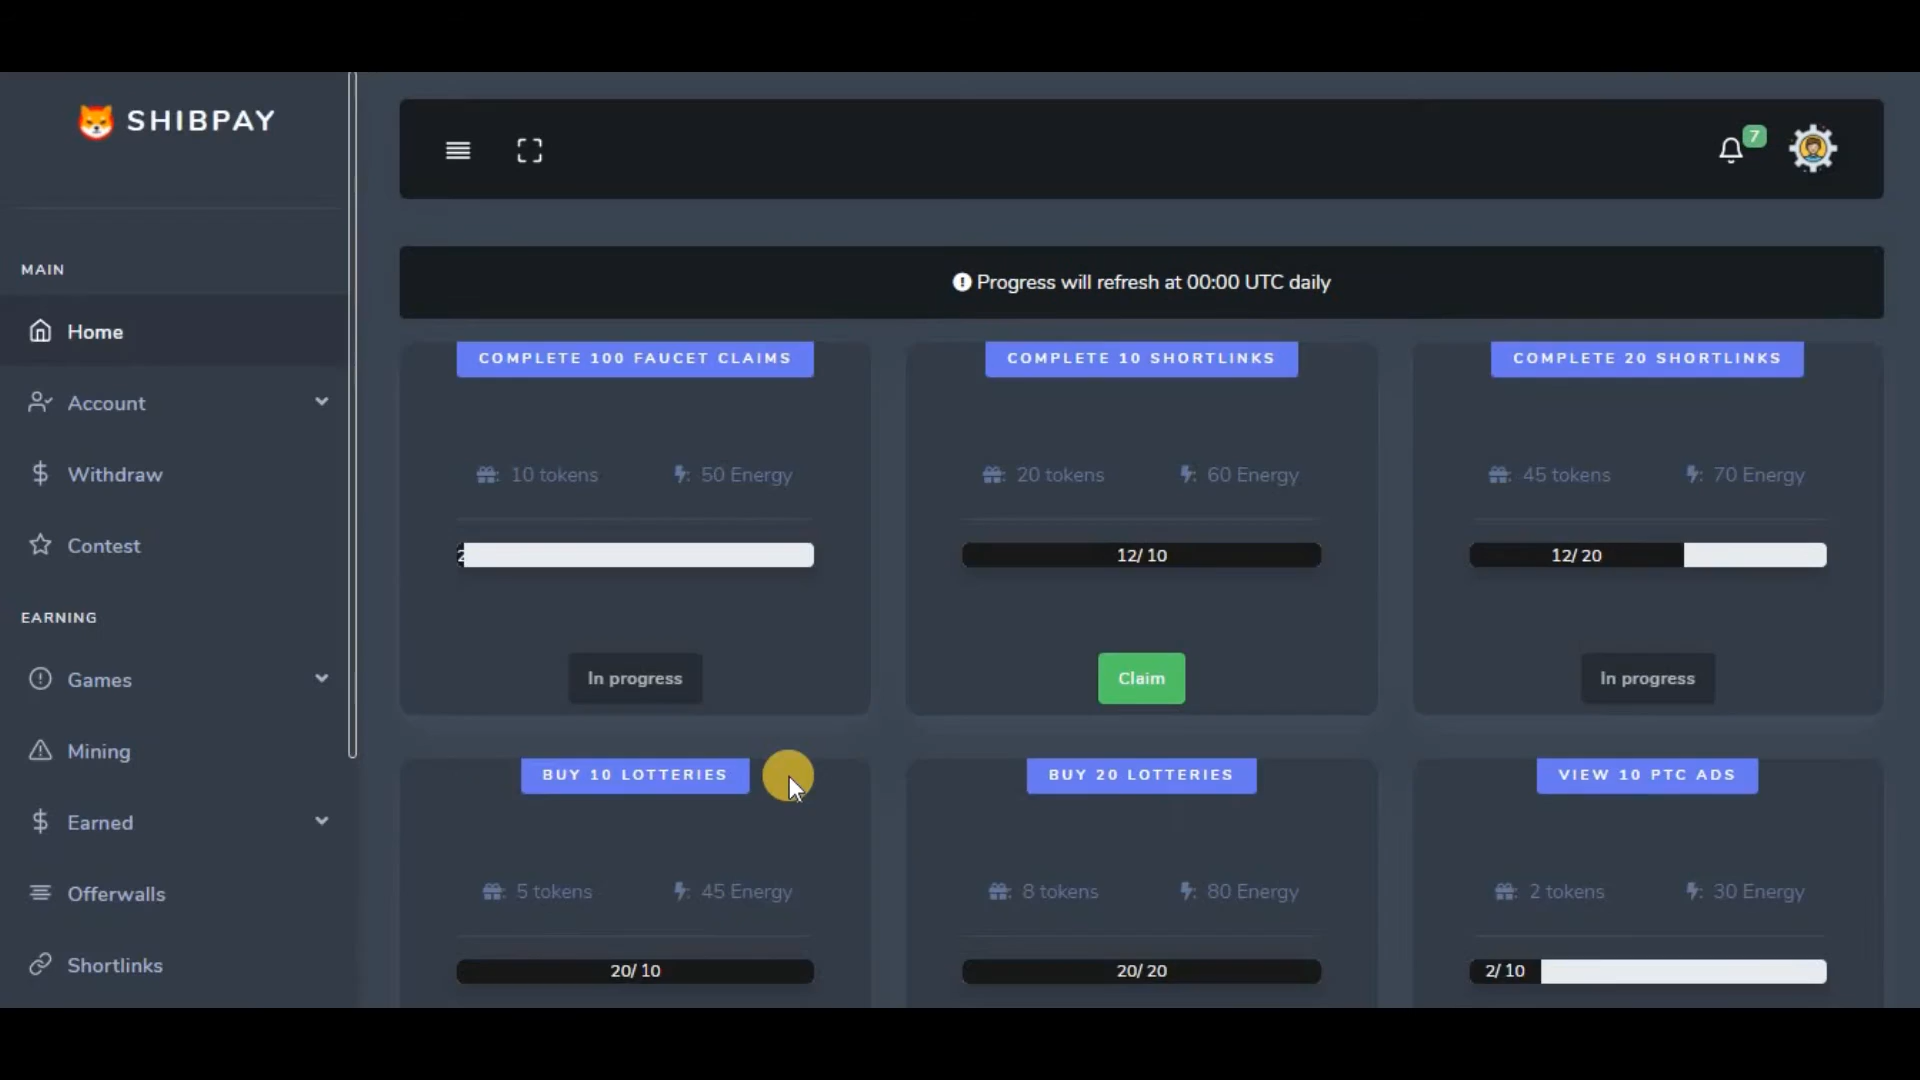 SHIBPAY
7
MAIN
Home
Account
Withdraw
Contest
EARNING
Games
Mining
Earned
Offerwalls
Shortlinks
Progress will refresh at 00:00 UTC daily
COMPLETE 100 FAUCET CLAIMS
10 tokens
50 Energy
2
In progress
COMPLETE 10 SHORTLINKS
20 tokens
60 Energy
12/ 10
Claim
COMPLETE 20 SHORTLINKS
45 tokens
70 Energy
12/ 20
In progress
BUY 10 LOTTERIES
5 tokens
45 Energy
20/ 10
BUY 20 LOTTERIES
8 tokens
80 Energy
20/ 20
VIEW 10 PTC ADS
2 tokens
30 Energy
2/ 10